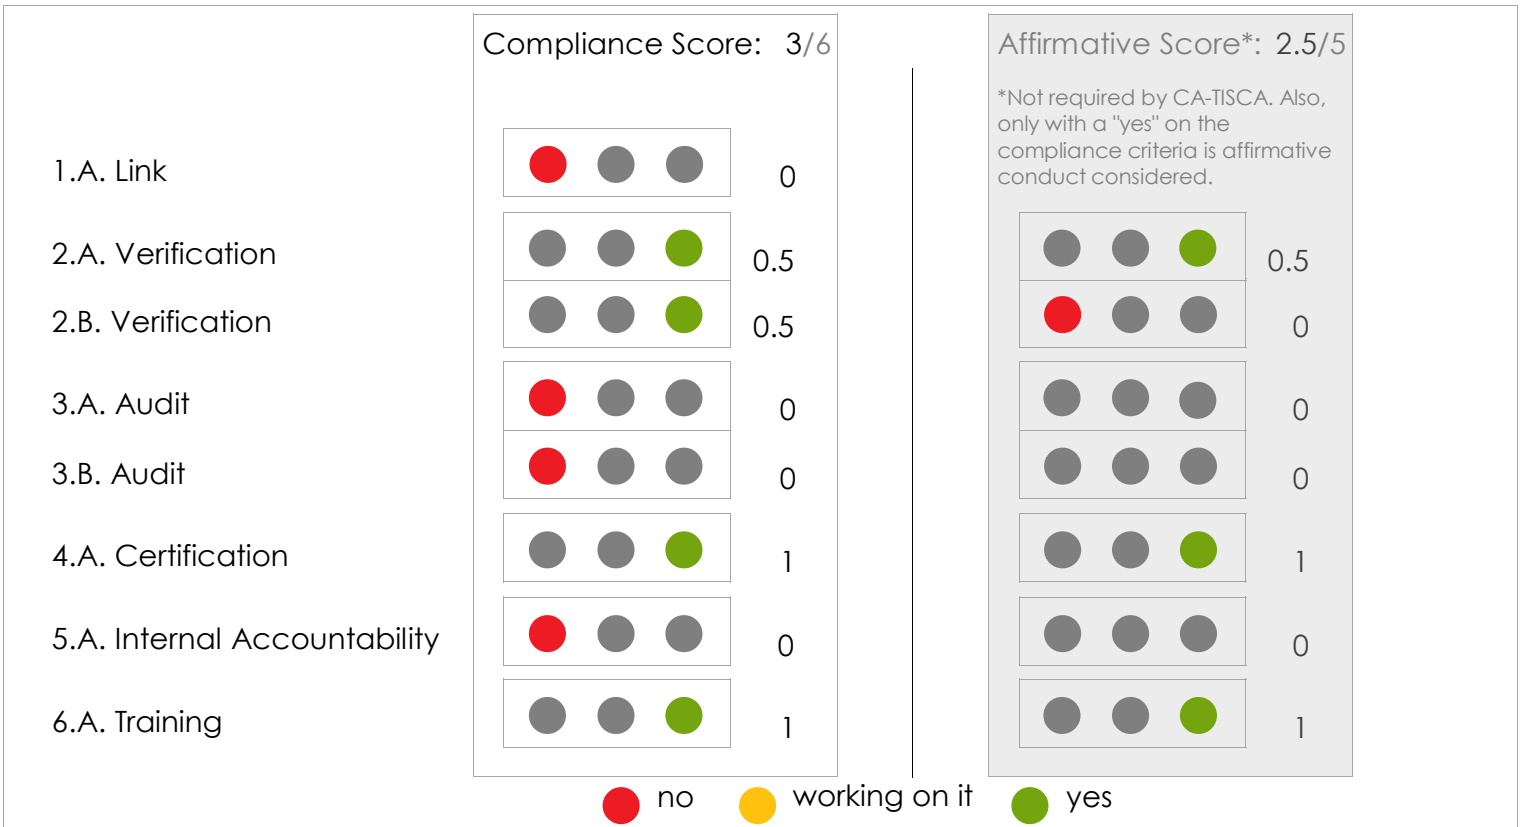 Compliance Score: 3/6
Affirmative Score*: 2.5/5
*Not required by CA-TISCA. Also,
only with a "yes" on the
compliance criteria is affirmative
conduct considered.
1.A. Link 0
2.A. Verification 0.5 0.5
2.B. Verification 0.5 0
3.A. Audit 0 0
3.B. Audit 0 0
4.A. Certification 1 1
5.A. Internal Accountability 0 0
6.A. Training 1 1
no working on it yes